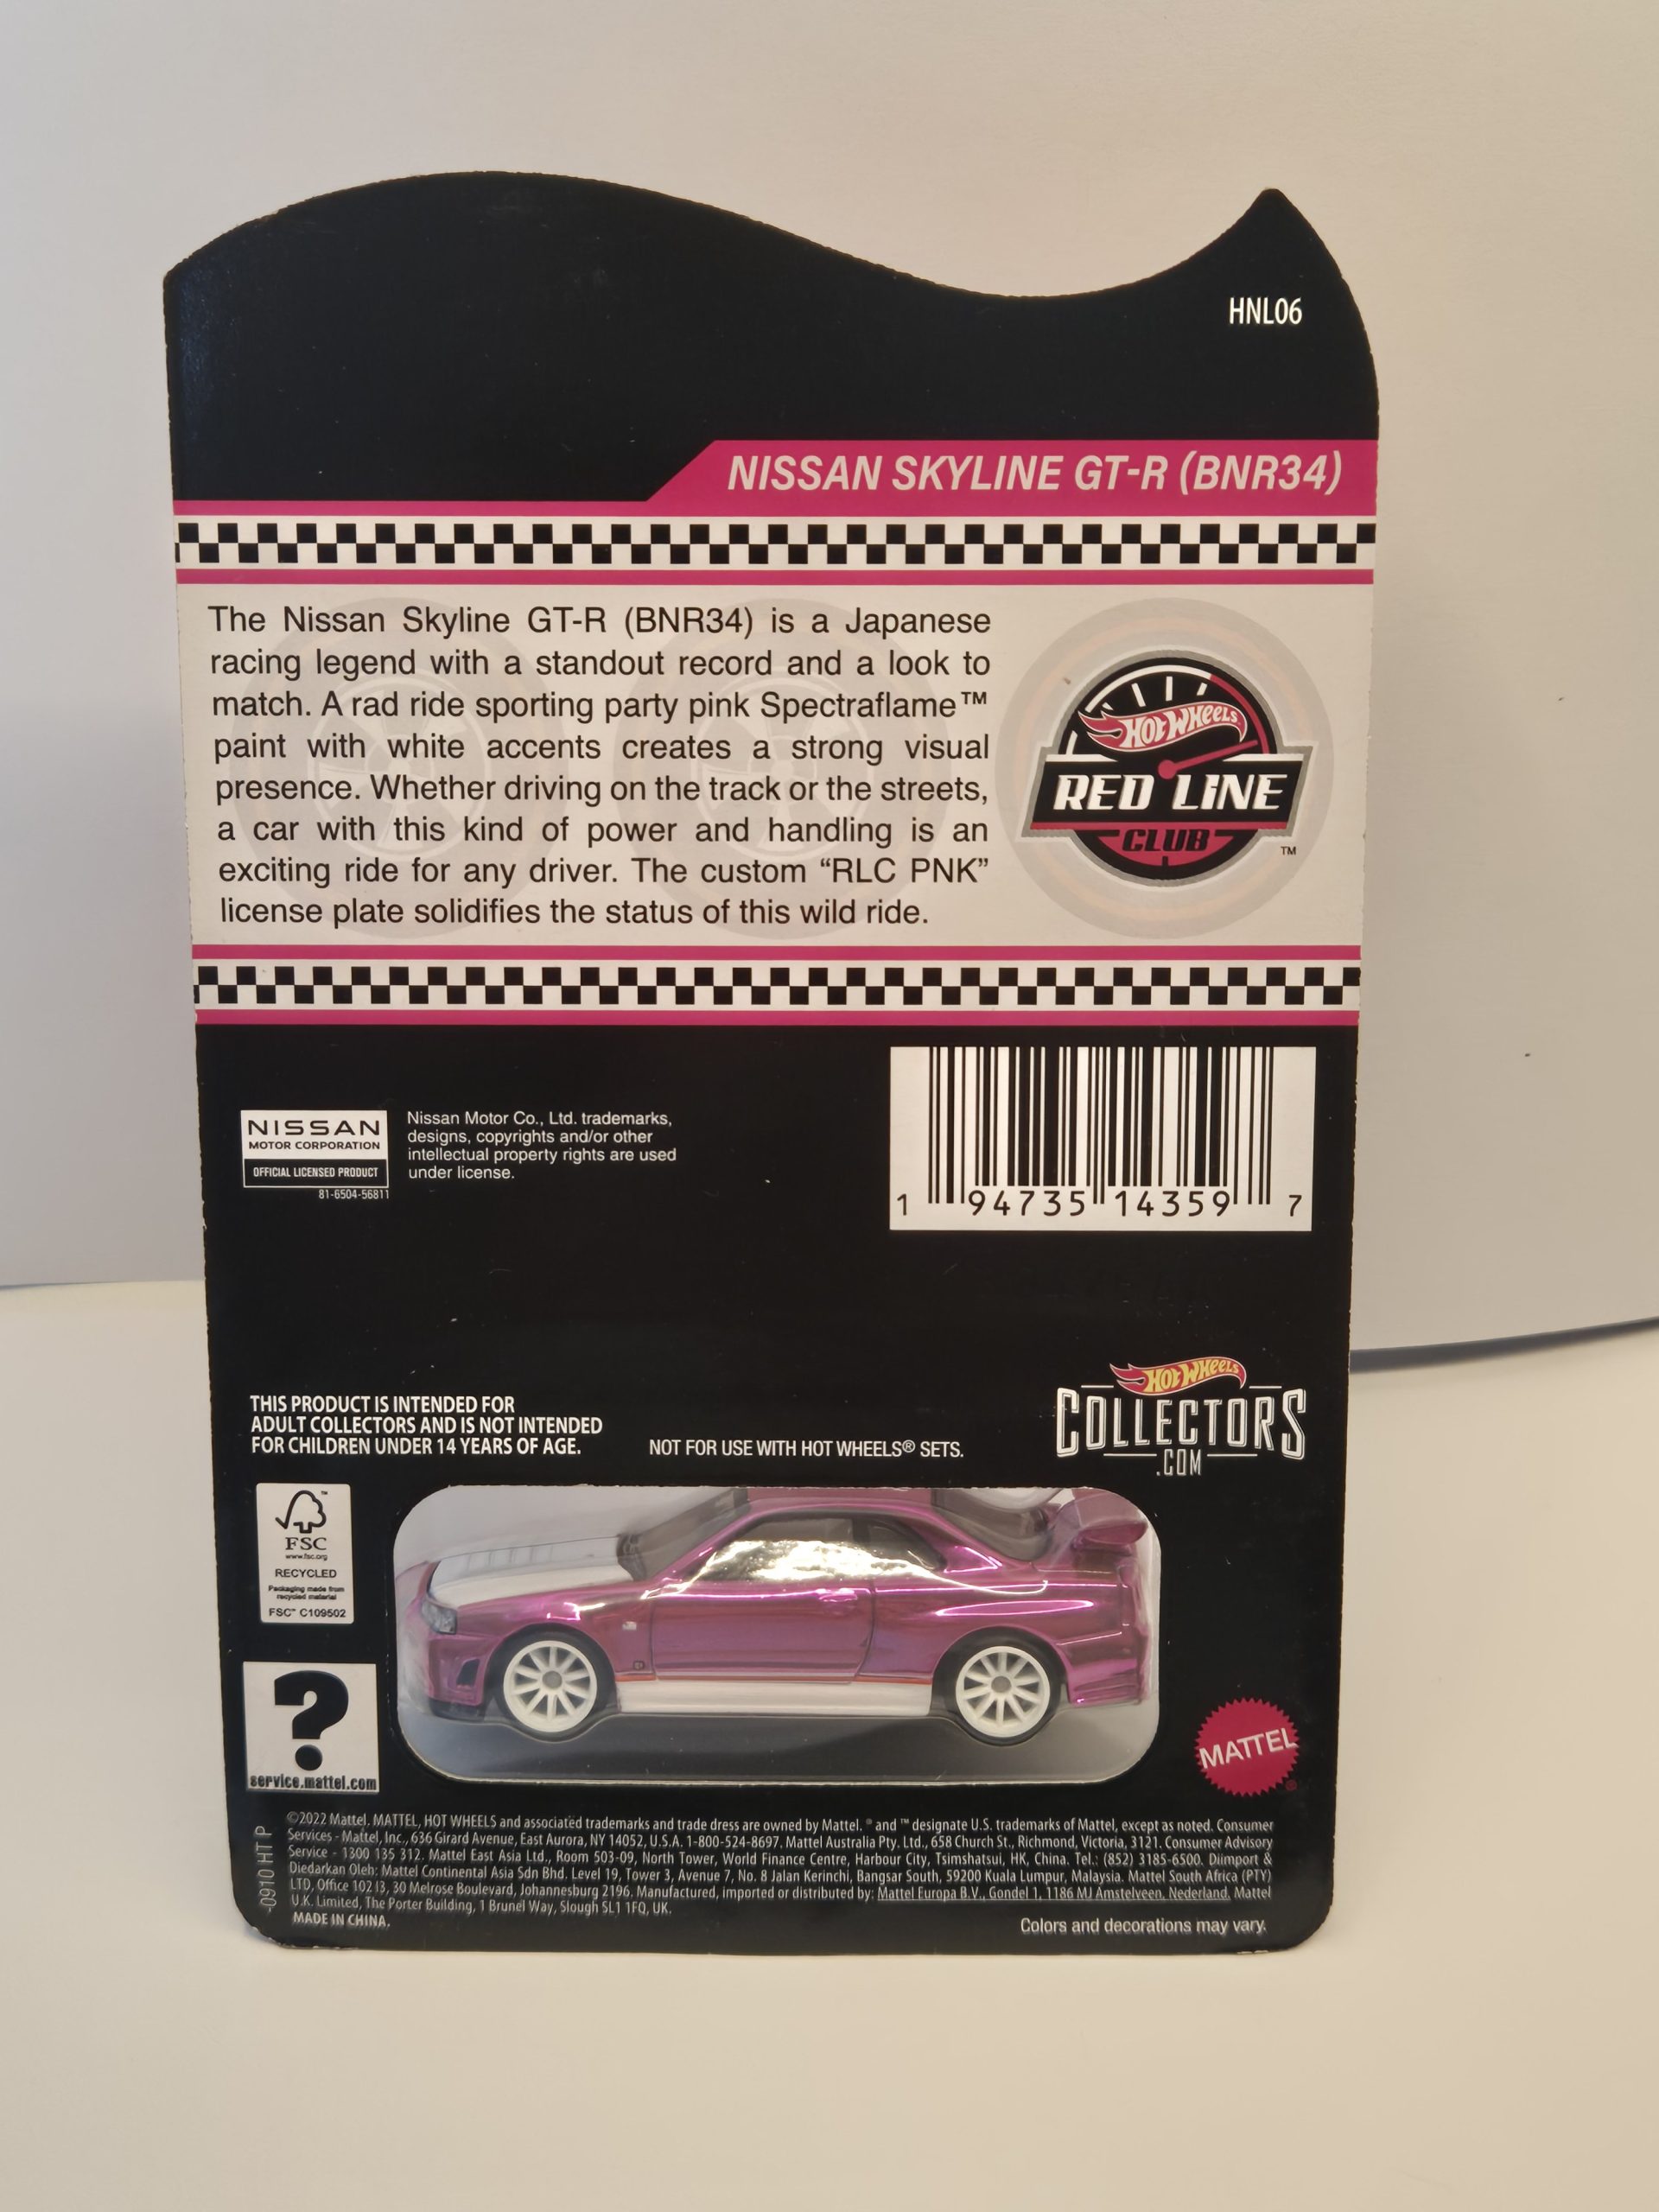 HNL06
NISSAN SKYLINE GT-R (BNR34)
The Nissan Skyline GT-R (BNR34) is a Japanese
racing legend with a standout record and a look to
match. A rad ride sporting party pink Spectraflame™
paint with white accents creates a strong visual
presence. Whether driving on the track or the streets,
a car with this kind of power and handling is an
exciting ride for any driver. The custom “RLC PNK”
license plate solidifies the status of this wild ride.
HOT WHEELS
RED LINE
CLUB
™
NISSAN
MOTOR CORPORATION
OFFICIAL LICENSED PRODUCT
81-6504-56811
Nissan Motor Co., Ltd. trademarks,
designs, copyrights and/or other
intellectual property rights are used
under license.
1 94735 14359 7
THIS PRODUCT IS INTENDED FOR
ADULT COLLECTORS AND IS NOT INTENDED
FOR CHILDREN UNDER 14 YEARS OF AGE.
NOT FOR USE WITH HOT WHEELS® SETS.
HOT WHEELS
COLLECTORS
.COM
FSC
www.fsc.org
RECYCLED
Packaging made from
recycled material
FSC™ C109502
?
service.mattel.com
MATTEL
®
-0910 HT P
©2022 Mattel. MATTEL, HOT WHEELS and associated trademarks and trade dress are owned by Mattel. ® and ™ designate U.S. trademarks of Mattel, except as noted. Consumer
Services - Mattel, Inc., 636 Girard Avenue, East Aurora, NY 14052, U.S.A. 1-800-524-8697. Mattel Australia Pty. Ltd., 658 Church St., Richmond, Victoria, 3121. Consumer Advisory
Service - 1300 135 312. Mattel East Asia Ltd., Room 503-09, North Tower, World Finance Centre, Harbour City, Tsimshatsui, HK, China. Tel.: (852) 3185-6500. Diimport &
Diedarkan Oleh: Mattel Continental Asia Sdn Bhd. Level 19, Tower 3, Avenue 7, No. 8 Jalan Kerinchi, Bangsar South, 59200 Kuala Lumpur, Malaysia. Mattel South Africa (PTY)
LTD, Office 102 I3, 30 Melrose Boulevard, Johannesburg 2196. Manufactured, imported or distributed by: Mattel Europa B.V., Gondel 1, 1186 MJ Amstelveen, Nederland. Mattel
U.K. Limited, The Porter Building, 1 Brunel Way, Slough SL1 1FQ, UK.
MADE IN CHINA.
Colors and decorations may vary.